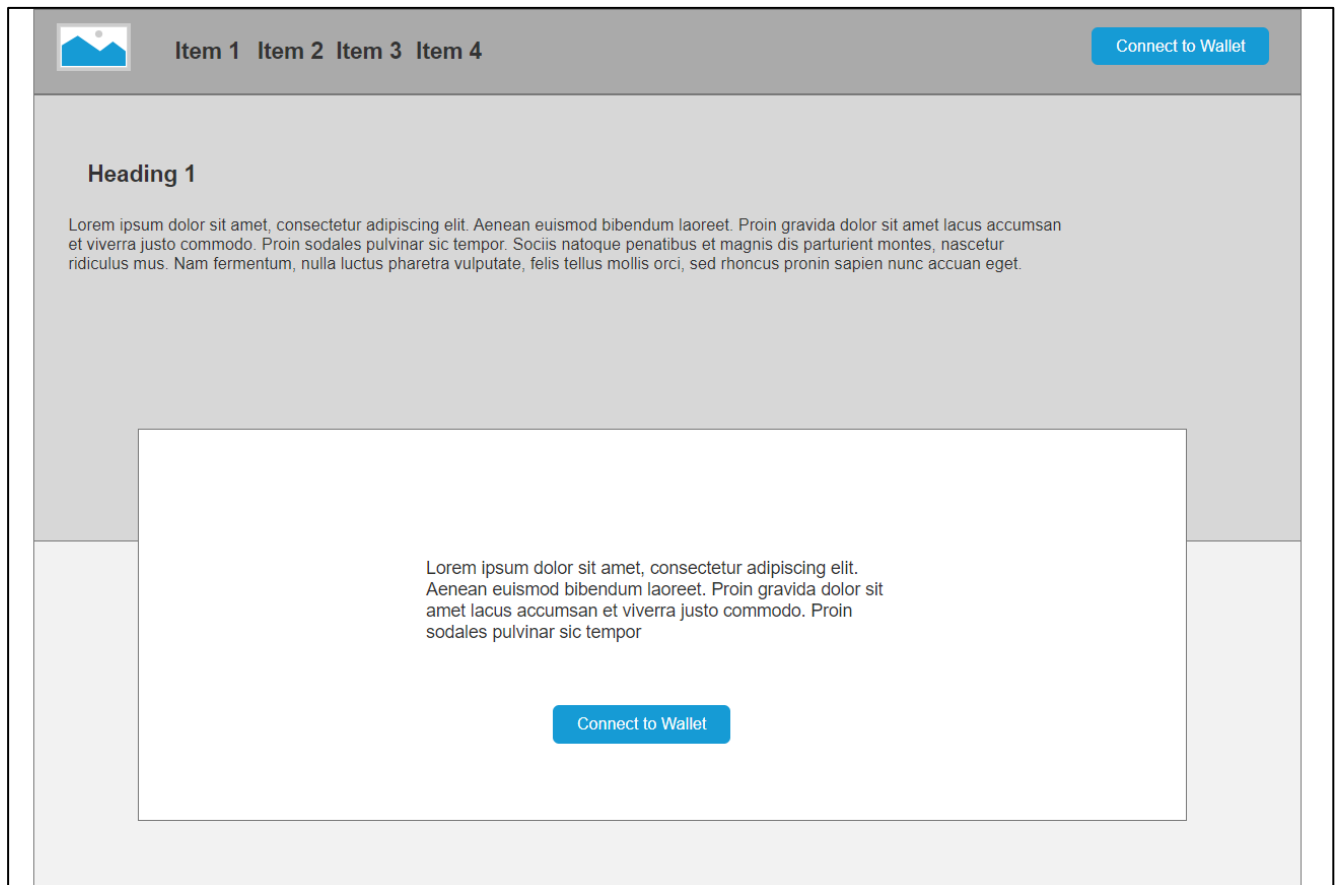 Item 1 Item 2 Item 3 Item 4
Connect to Wallet
Heading 1
Lorem ipsum dolor sit amet, consectetur adipiscing elit. Aenean euismod bibendum laoreet. Proin gravida dolor sit amet lacus accumsan
et viverra justo commodo. Proin sodales pulvinar sic tempor. Sociis natoque penatibus et magnis dis parturient montes, nascetur
ridiculus mus. Nam fermentum, nulla luctus pharetra vulputate, felis tellus mollis orci, sed rhoncus pronin sapien nunc accuan eget.
Lorem ipsum dolor sit amet, consectetur adipiscing elit.
Aenean euismod bibendum laoreet. Proin gravida dolor sit
amet lacus accumsan et viverra justo commodo. Proin
sodales pulvinar sic tempor
Connect to Wallet